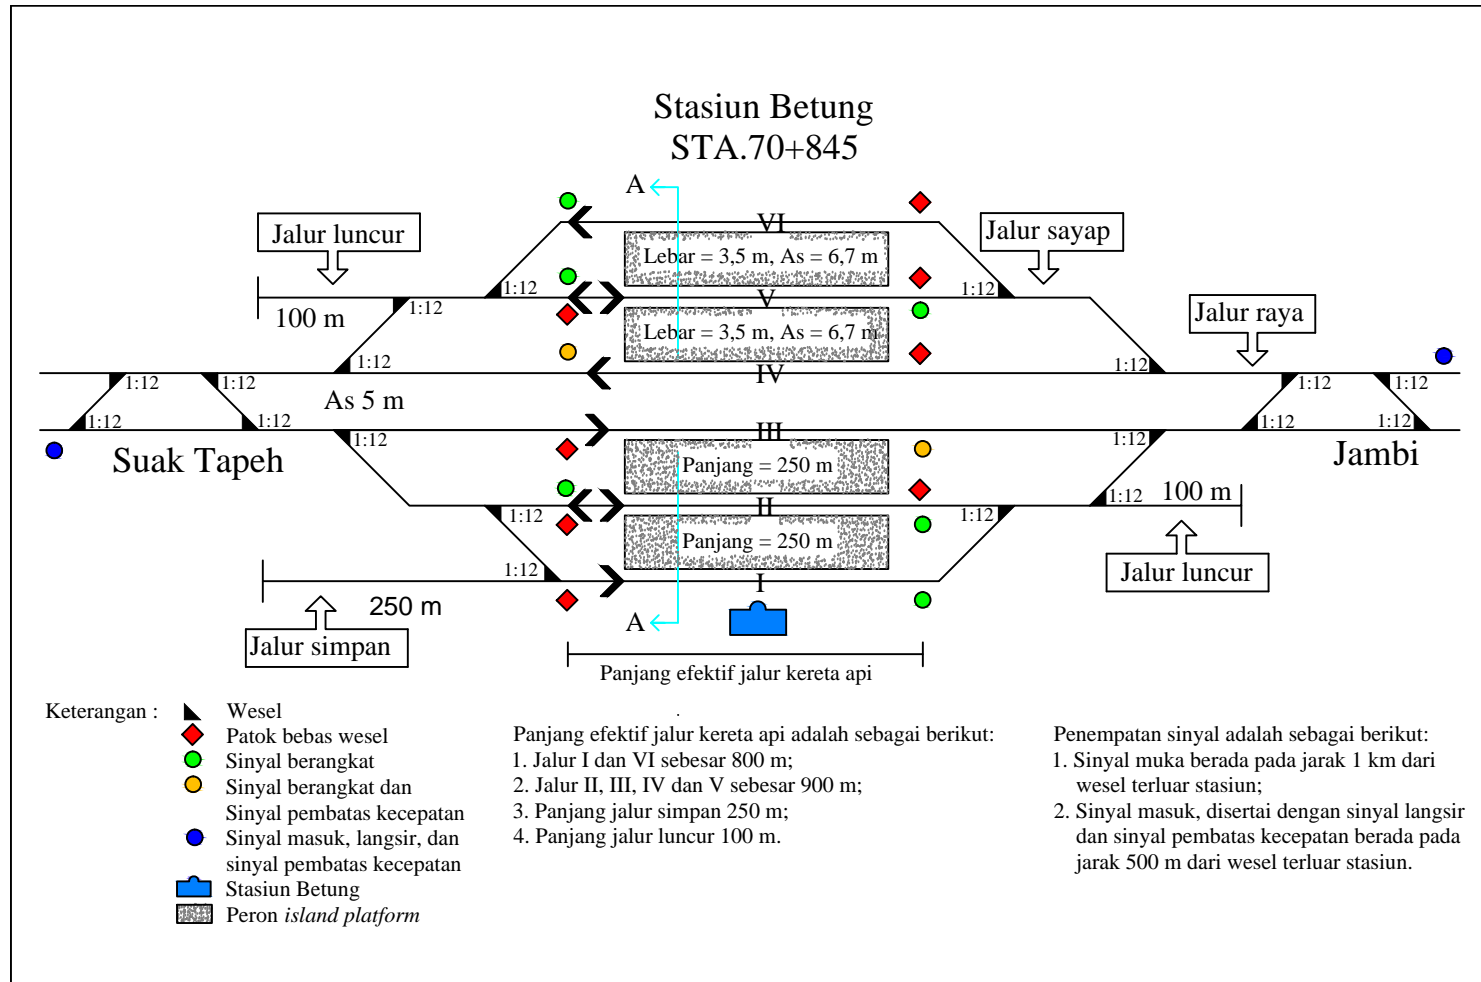 Stasiun Betung
STA.70+845
A
VI
Jalur luncur
Jalur sayap
Lebar = 3,5 m, As = 6,7 m
1:12
1:12
V
100 m
1:12
Jalur raya
Lebar = 3,5 m, As = 6,7 m
1:12
1:12
IV
1:12
1:12
As 5 m
1:12
1:12
1:12
1:12
1:12
1:12
1:12
III
1:12
Suak Tapeh
Panjang = 250 m
Jambi
1:12
100 m
II
1:12
1:12
Panjang = 250 m
1:12
I
Jalur luncur
250 m
A
Jalur simpan
Panjang efektif jalur kereta api
Keterangan :
Wesel
Patok bebas wesel
Sinyal berangkat
Sinyal berangkat dan
Sinyal pembatas kecepatan
Sinyal masuk, langsir, dan
sinyal pembatas kecepatan
Stasiun Betung
Peron island platform
Panjang efektif jalur kereta api adalah sebagai berikut:
1. Jalur I dan VI sebesar 800 m;
2. Jalur II, III, IV dan V sebesar 900 m;
3. Panjang jalur simpan 250 m;
4. Panjang jalur luncur 100 m.
Penempatan sinyal adalah sebagai berikut:
1. Sinyal muka berada pada jarak 1 km dari
wesel terluar stasiun;
2. Sinyal masuk, disertai dengan sinyal langsir
dan sinyal pembatas kecepatan berada pada
jarak 500 m dari wesel terluar stasiun.